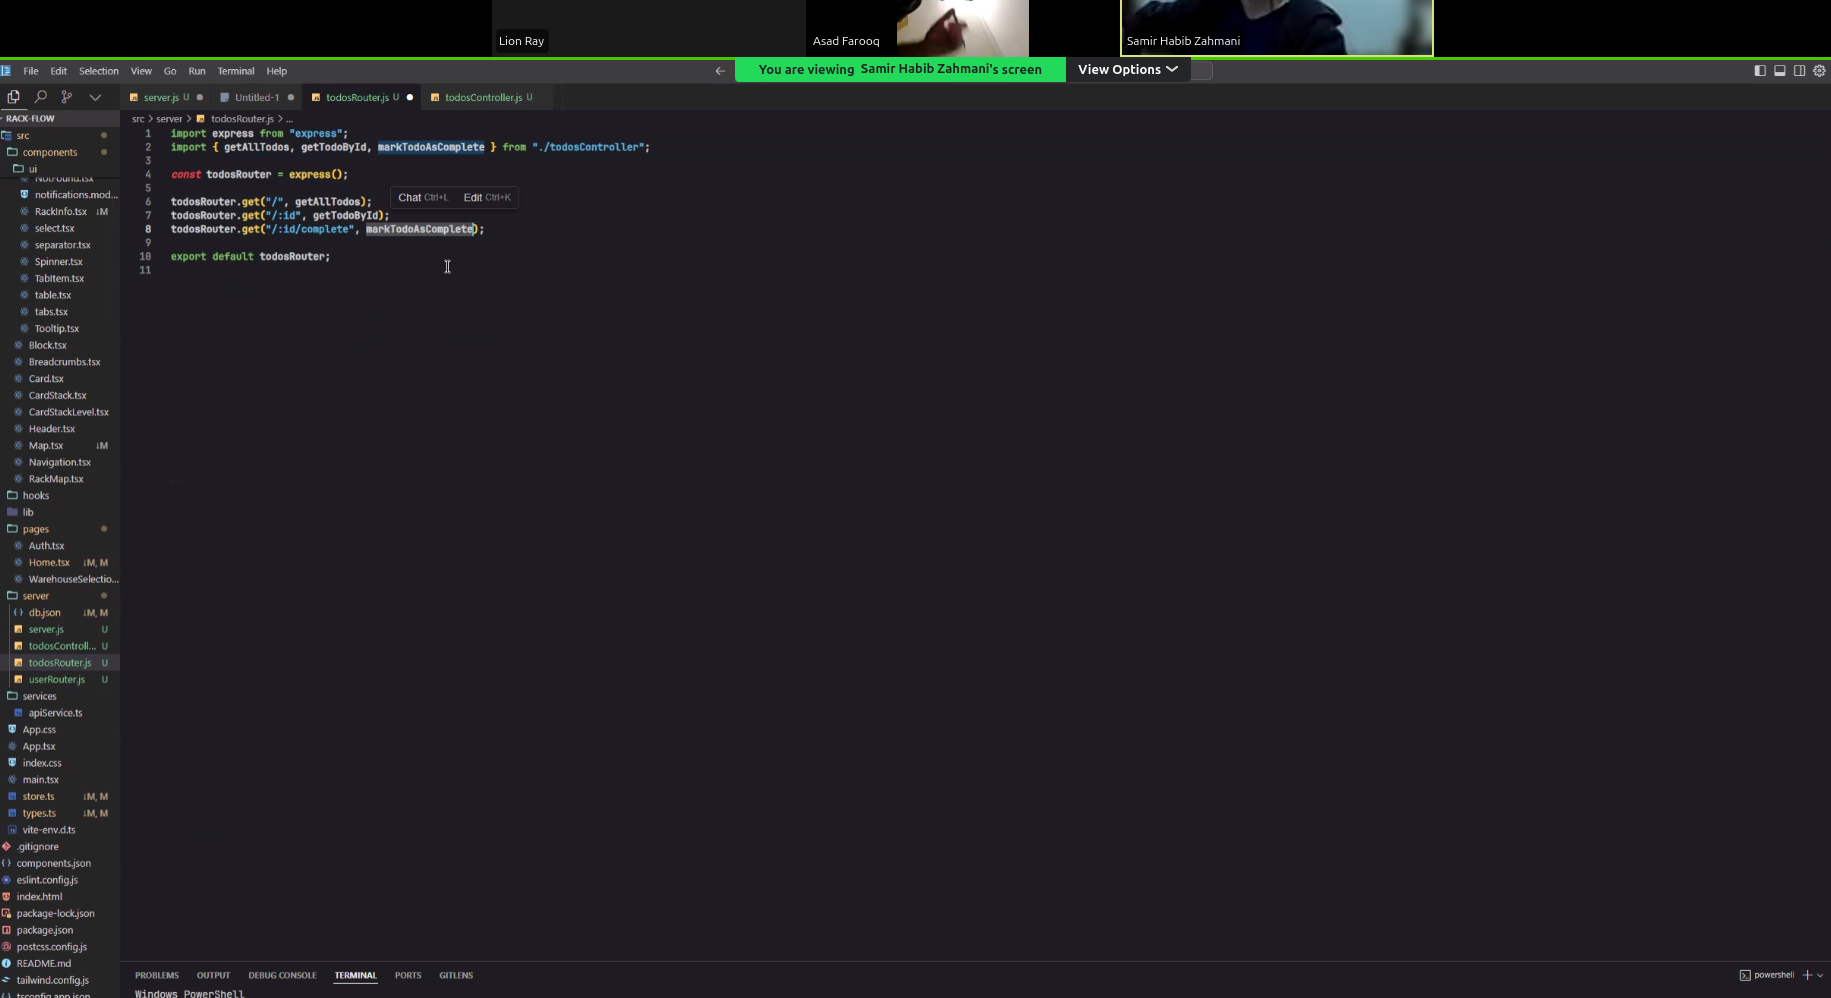 Lion Ray
Asad Farooq
Samir Habib Zahmani
File Edit Selection View Go Run Terminal Help
You are viewing Samir Habib Zahmani's screen
View Options
server.js U
Untitled-1
todosRouter.js U
todosController.js U
RACK-FLOW
src > server > todosRouter.js > ...
1 import express from "express";
2 import { getAllTodos, getTodoById, markTodoAsComplete } from "./todosController";
3
4 const todosRouter = express();
5
Chat Ctrl+L Edit Ctrl+K
6 todosRouter.get("/", getAllTodos);
7 todosRouter.get("/:id", getTodoById);
8 todosRouter.get("/:id/complete", markTodoAsComplete);
9
10 export default todosRouter;
11
src
components
ui
NotFound.tsx
notifications.mod...
RackInfo.tsx ↓M
select.tsx
separator.tsx
Spinner.tsx
TabItem.tsx
table.tsx
tabs.tsx
Tooltip.tsx
Block.tsx
Breadcrumbs.tsx
Card.tsx
CardStack.tsx
CardStackLevel.tsx
Header.tsx
Map.tsx ↓M
Navigation.tsx
RackMap.tsx
hooks
lib
pages
Auth.tsx
Home.tsx ↓M, M
WarehouseSelectio...
server
db.json ↓M, M
server.js U
todosControll... U
todosRouter.js U
userRouter.js U
services
apiService.ts
App.css
App.tsx
index.css
main.tsx
store.ts ↓M, M
types.ts ↓M, M
vite-env.d.ts
.gitignore
components.json
eslint.config.js
index.html
package-lock.json
package.json
postcss.config.js
README.md
tailwind.config.js
tsconfig.app.json
PROBLEMS OUTPUT DEBUG CONSOLE TERMINAL PORTS GITLENS
powershell
Windows PowerShell